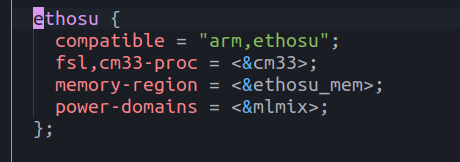 ethosu {
compatible = "arm,ethosu";
fsl,cm33-proc = <&cm33>;
memory-region = <&ethosu_mem>;
power-domains = <&mlmix>;
};